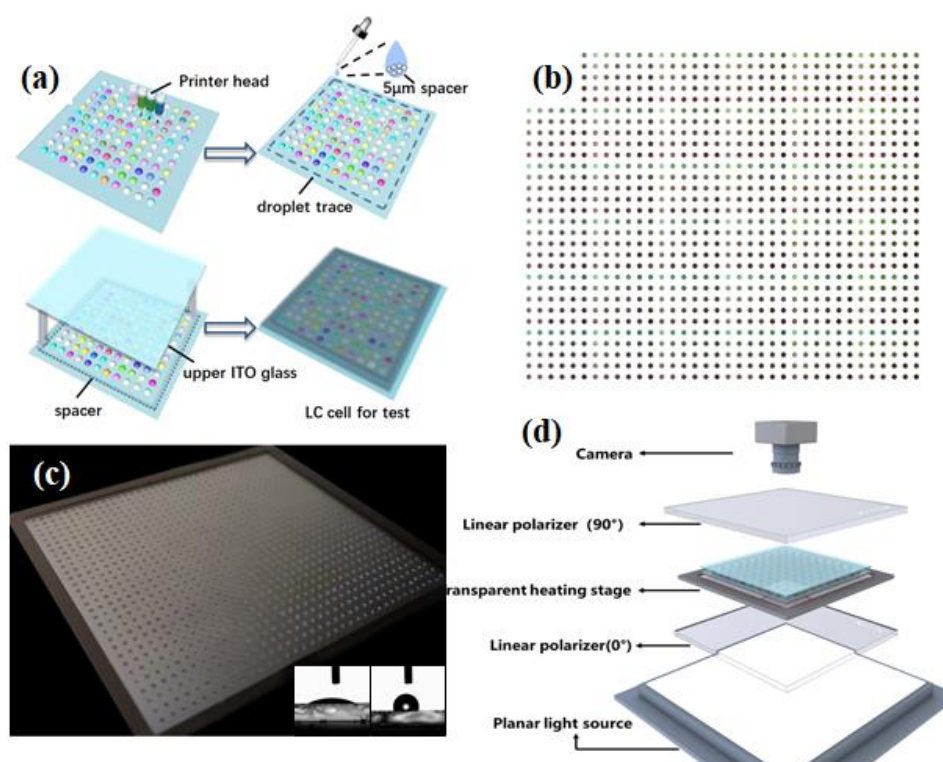 (a)
Printer head
5μm spacer
droplet trace
upper ITO glass
spacer
LC cell for test
(b)
(c)
(d)
Camera
Linear polarizer (90°)
ransparent heating stage
Linear polarizer(0°)
Planar light source